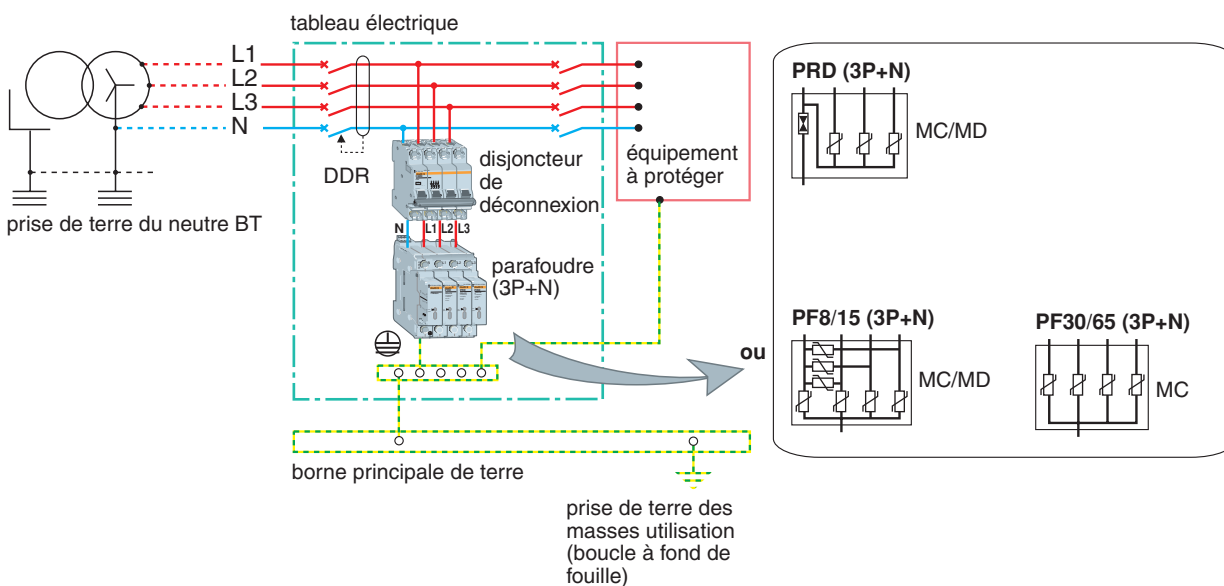 tableau électrique
L1
L2
L3
N
DDR
prise de terre du neutre BT
disjoncteur
de
déconnexion
N L1 L2 L3
parafoudre
(3P+N)
équipement
à protéger
borne principale de terre
prise de terre des
masses utilisation
(boucle à fond de
fouille)
ou
PRD (3P+N)
MC/MD
PF8/15 (3P+N)
MC/MD
PF30/65 (3P+N)
MC